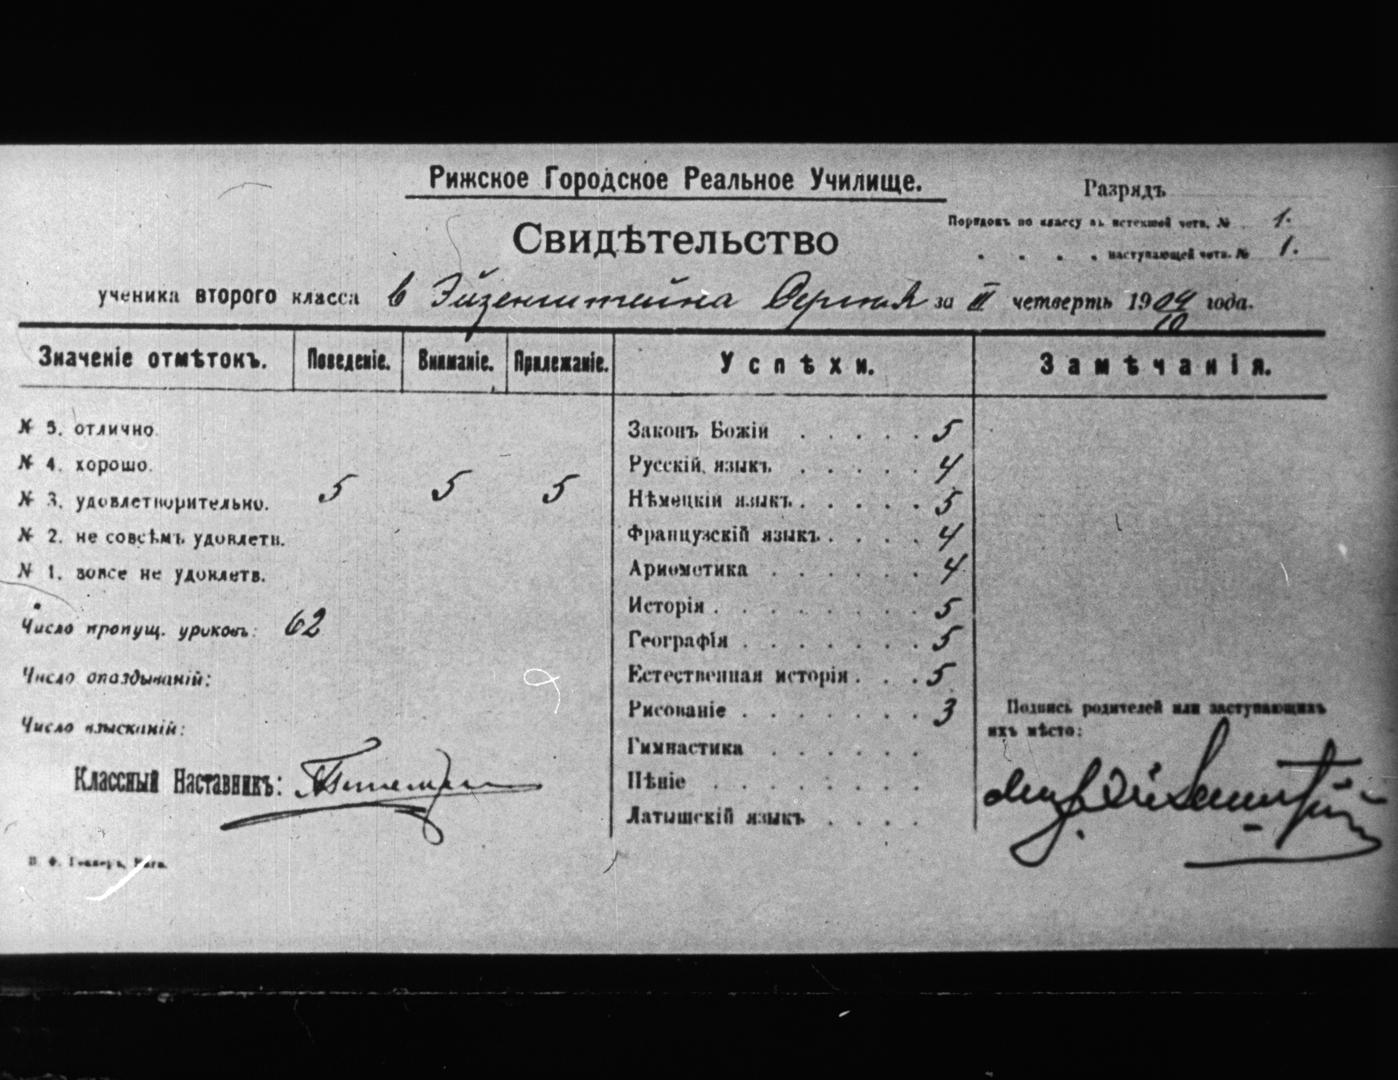 Рижское Городское Реальное Училище.
Разрядъ
Свидѣтельство
Порядокъ по классу въ истекшей четв. № 1.
„ „ „ „ наступающей четв. № 1.
ученика второго класса в Эйзенштейна Сергѣя за III четверть 1909/10 года.
Значеніе отмѣтокъ. Поведеніе. Вниманіе. Прилежаніе. Успѣхи. Замѣчанія.
№ 5. отлично.
№ 4. хорошо.
№ 3. удовлетворительно.
№ 2. не совсѣмъ удовлетв.
№ 1. вовсе не удовлетв.
5 5 5
Число пропущ. уроковъ: 62
Число опаздываній:
Число взысканій:
Классный Наставникъ:
Законъ Божій . . . . . 5
Русскій языкъ . . . . . 4
Нѣмецкій языкъ . . . . . 5
Французскій языкъ . . . . 4
Ариѳметика . . . . . 4
Исторія . . . . . . . 5
Географія . . . . . . 5
Естественная исторія . . . 5
Рисованіе . . . . . . . 3
Гимнастика . . . . . .
Пѣніе . . . . . . . .
Латышскій языкъ . . . .
Подпись родителей или заступающихъ
ихъ мѣсто: